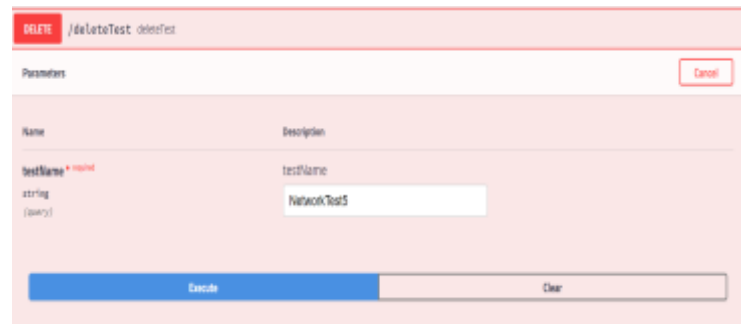 DELETE /deleteTest deleteTest
Parameters Cancel
Name Description
testName * required testName
string NetworkTest5
(query)
Execute Clear